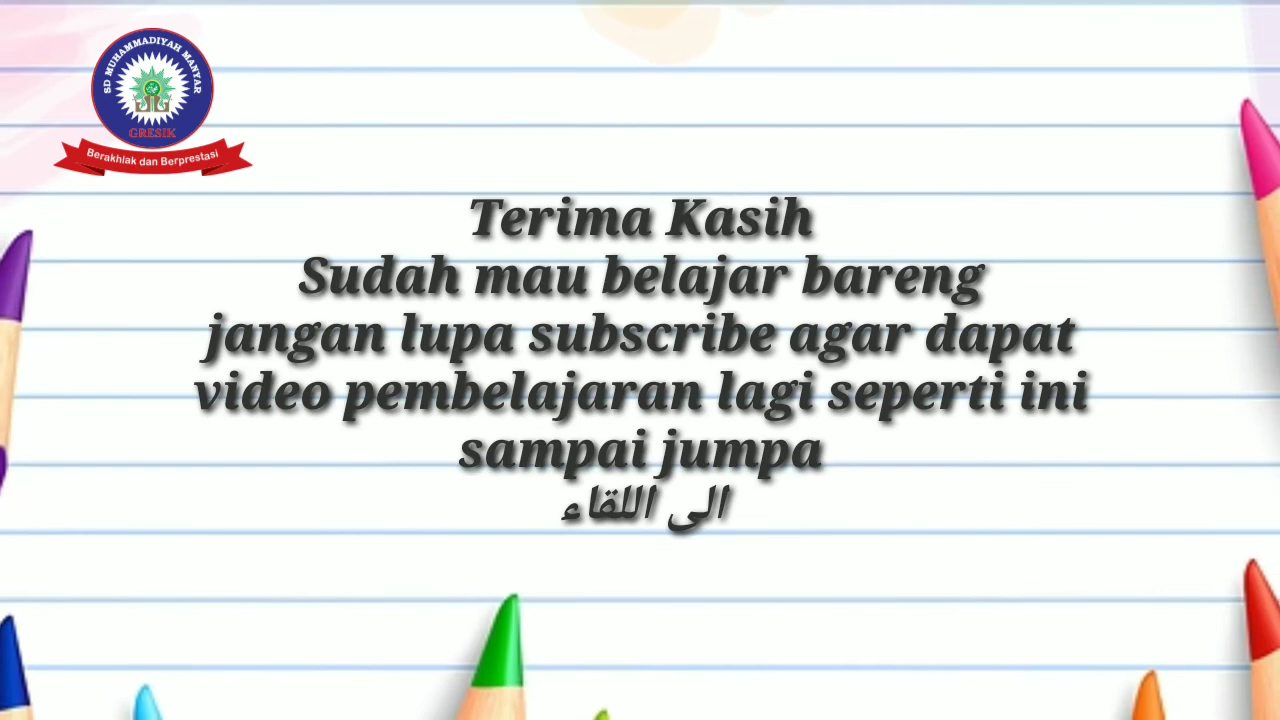 SD MUHAMMADIYAH MANYAR
GRESIK
Berakhlak dan Berprestasi
Terima Kasih
Sudah mau belajar bareng
jangan lupa subscribe agar dapat
video pembelajaran lagi seperti ini
sampai jumpa
الى اللقاء